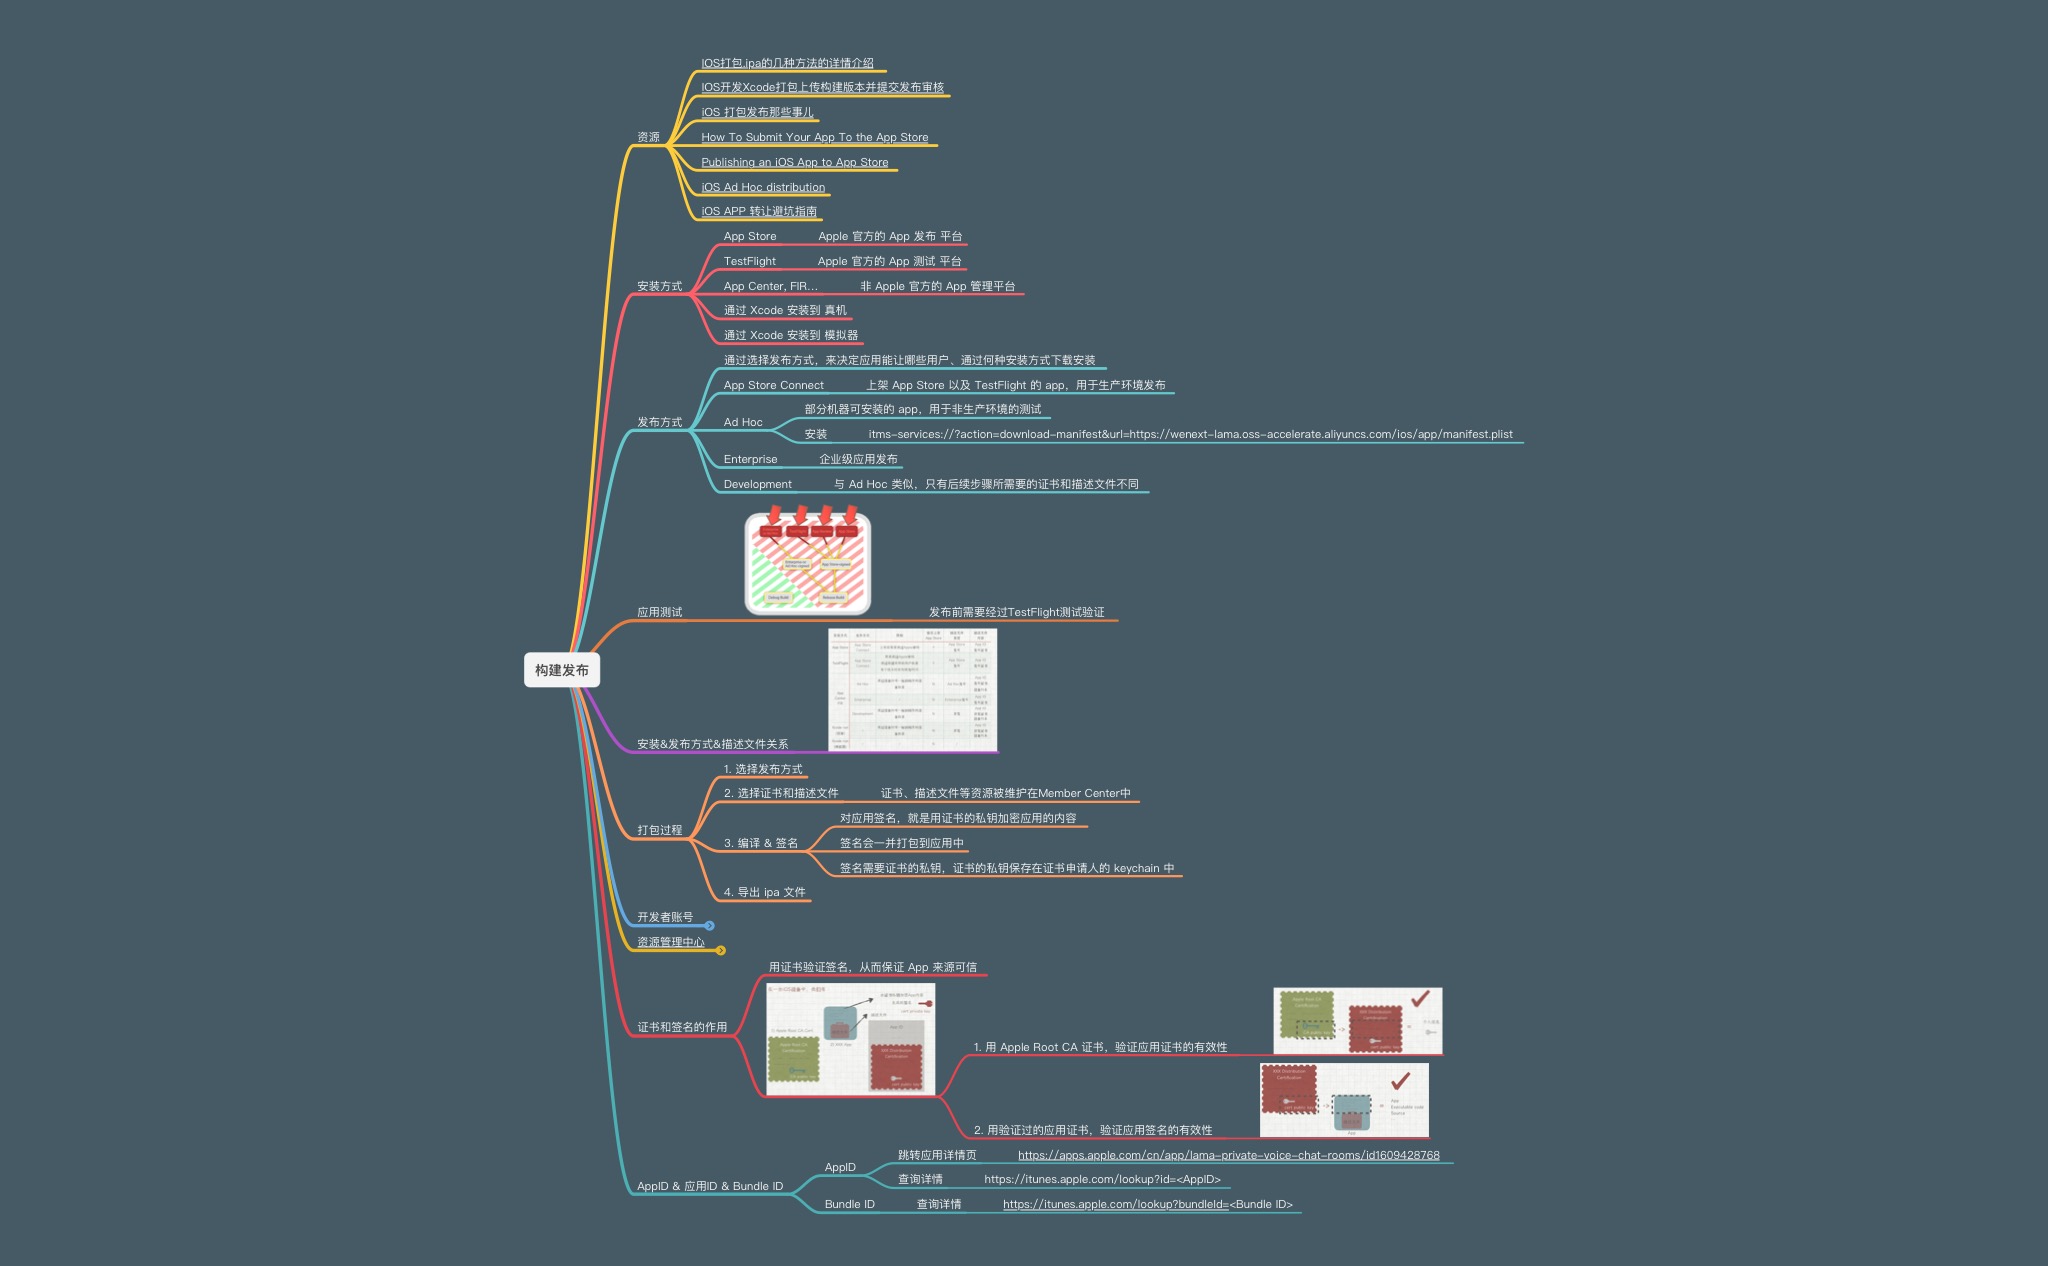 IOS打包.ipa的几种方法的详情介绍
IOS开发Xcode打包上传构建版本并提交发布审核
iOS 打包发布那些事儿
资源
How To Submit Your App To the App Store
Publishing an iOS App to App Store
iOS Ad Hoc distribution
iOS APP 转让避坑指南
App Store
Apple 官方的 App 发布 平台
TestFlight
Apple 官方的 App 测试 平台
安装方式
App Center, FIR...
非 Apple 官方的 App 管理平台
通过 Xcode 安装到 真机
通过 Xcode 安装到 模拟器
通过选择发布方式，来决定应用能让哪些用户、通过何种安装方式下载安装
App Store Connect
上架 App Store 以及 TestFlight 的 app，用于生产环境发布
发布方式
Ad Hoc
部分机器可安装的 app，用于非生产环境的测试
安装
itms-services://?action=download-manifest&url=https://wenext-lama.oss-accelerate.aliyuncs.com/ios/app/manifest.plist
Enterprise
企业级应用发布
Development
与 Ad Hoc 类似，只有后续步骤所需要的证书和描述文件不同
应用测试
发布前需要经过TestFlight测试验证
构建发布
安装&发布方式&描述文件关系
1. 选择发布方式
2. 选择证书和描述文件
证书、描述文件等资源被维护在Member Center中
打包过程
3. 编译 & 签名
对应用签名，就是用证书的私钥加密应用的内容
签名会一并打包到应用中
签名需要证书的私钥，证书的私钥保存在证书申请人的 keychain 中
4. 导出 ipa 文件
开发者账号
资源管理中心
用证书验证签名，从而保证 App 来源可信
证书和签名的作用
1. 用 Apple Root CA 证书，验证应用证书的有效性
Apple Root CA
Certification
2. 用验证过的应用证书，验证应用签名的有效性
App
Executable code
Source
AppID & 应用ID & Bundle ID
AppID
跳转应用详情页
https://apps.apple.com/cn/app/lama-private-voice-chat-rooms/id1609428768
查询详情
https://itunes.apple.com/lookup?id=<AppID>
Bundle ID
查询详情
https://itunes.apple.com/lookup?bundleId=<Bundle ID>